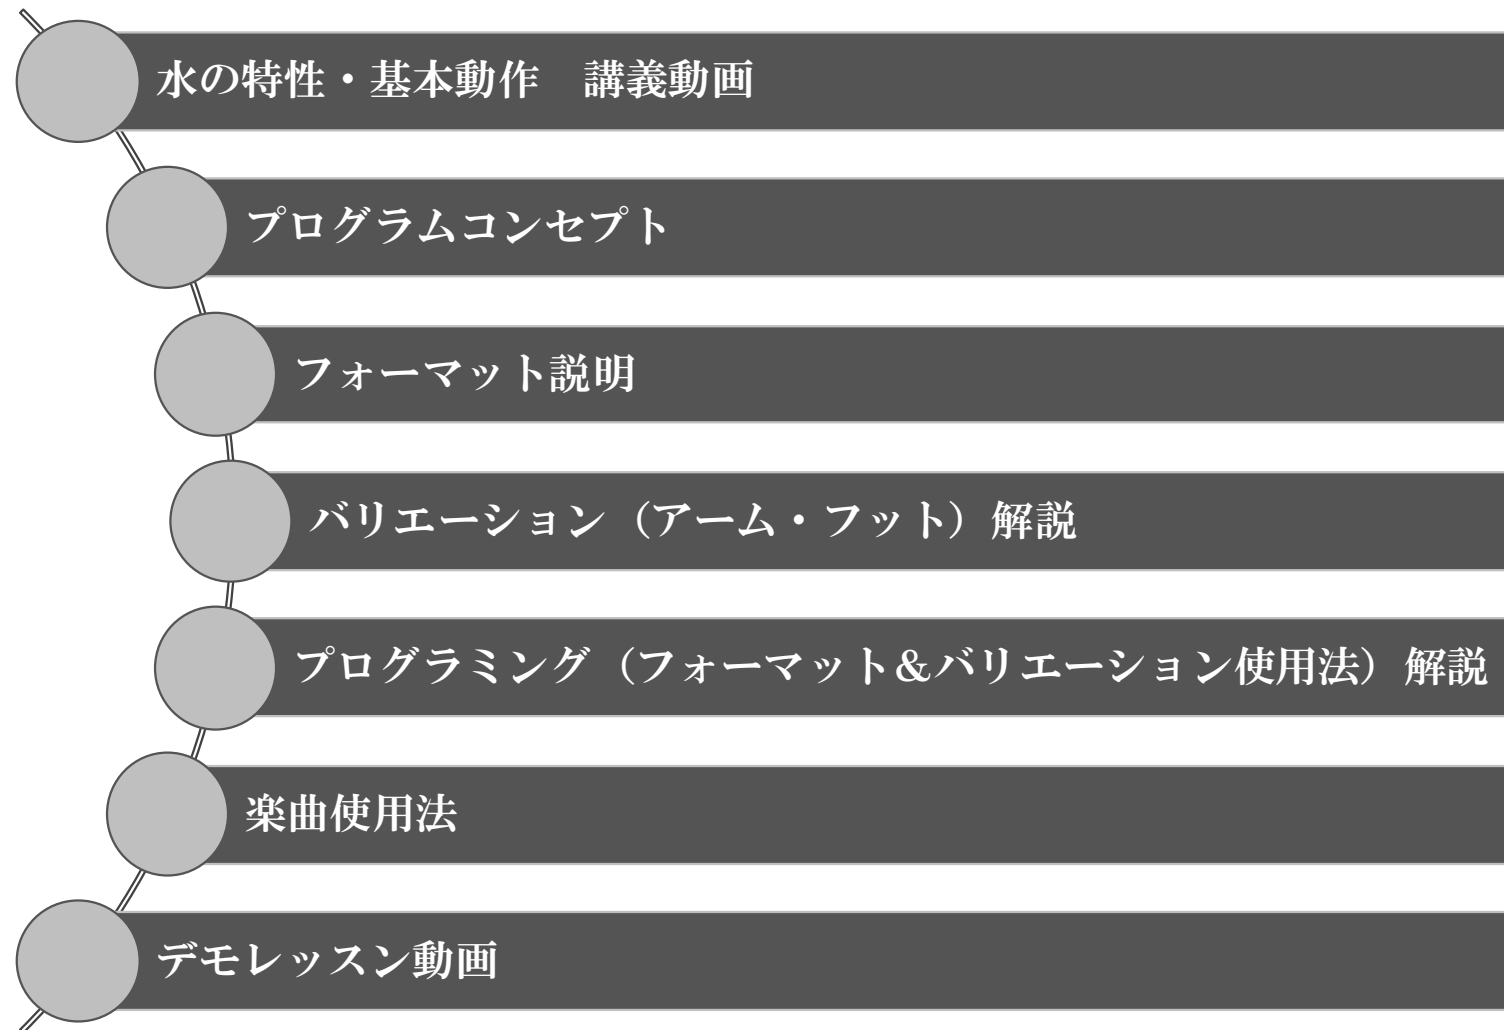 水の特性・基本動作　講義動画
プログラムコンセプト
フォーマット説明
バリエーション（アーム・フット）解説
プログラミング（フォーマット&バリエーション使用法）解説
楽曲使用法
デモレッスン動画